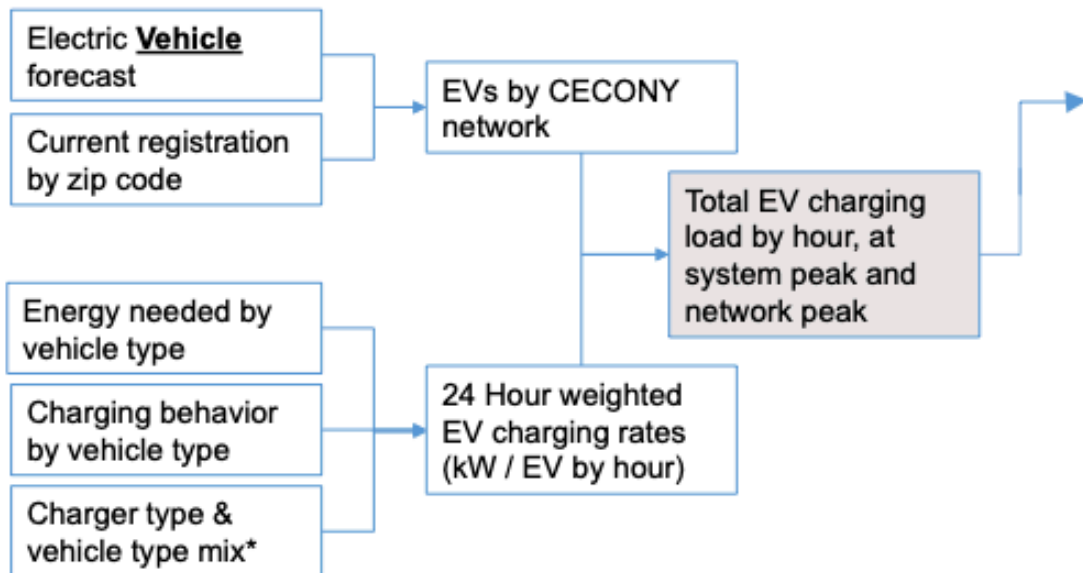 Electric Vehicle
forecast
Current registration
by zip code
EVs by CECONY
network
Total EV charging
load by hour, at
system peak and
network peak
Energy needed by
vehicle type
Charging behavior
by vehicle type
Charger type &
vehicle type mix*
24 Hour weighted
EV charging rates
(kW / EV by hour)